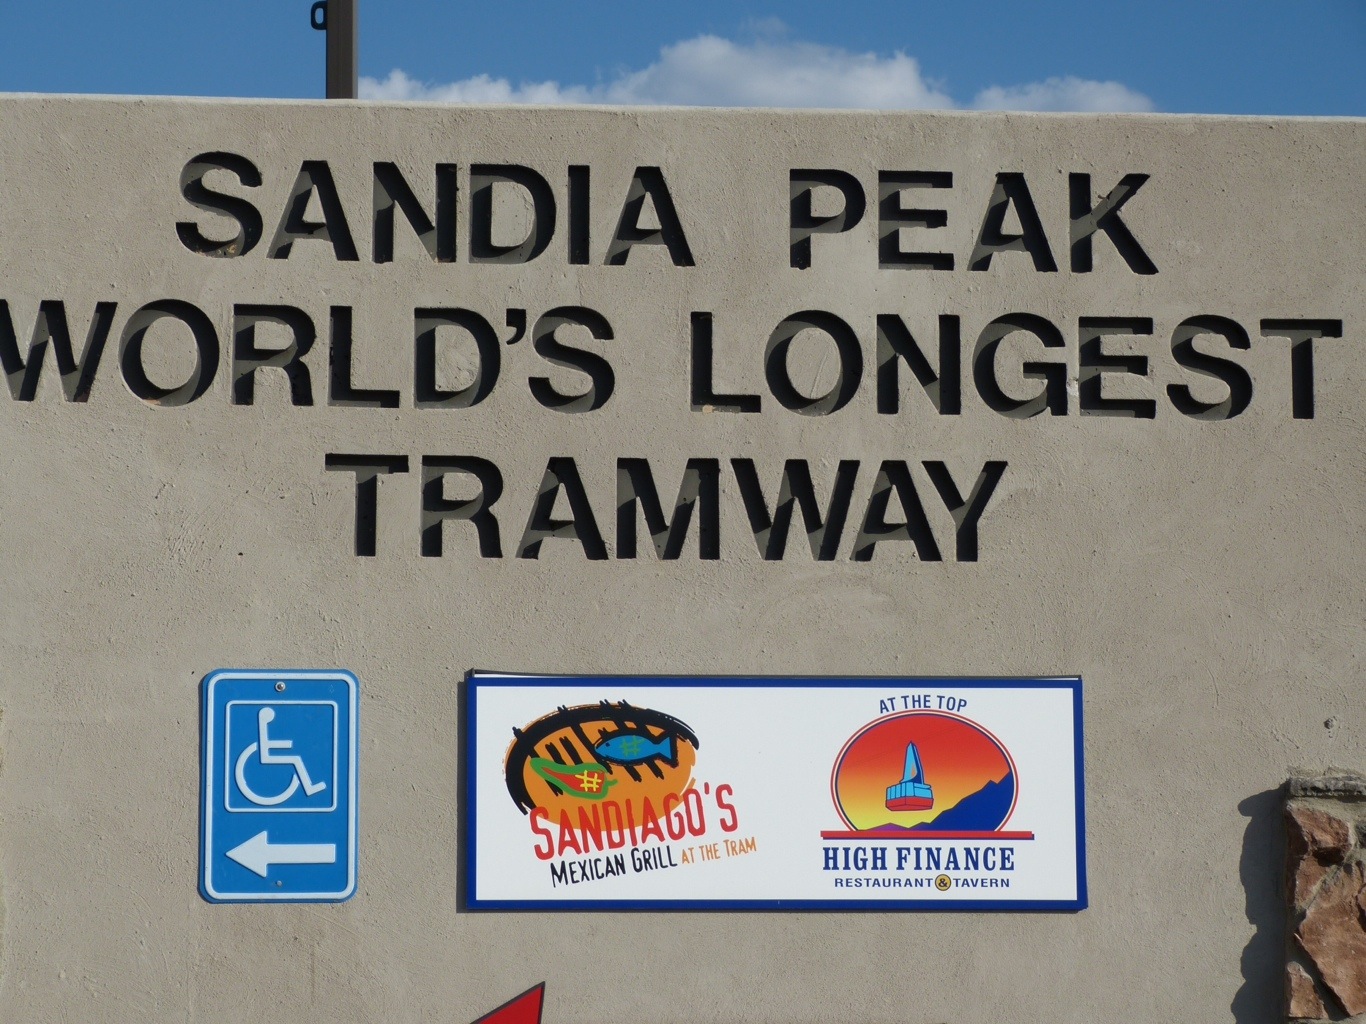 SANDIA PEAK
WORLD'S LONGEST
TRAMWAY
SANDIAGO'S
MEXICAN GRILL AT THE TRAM
AT THE TOP
HIGH FINANCE
RESTAURANT & TAVERN